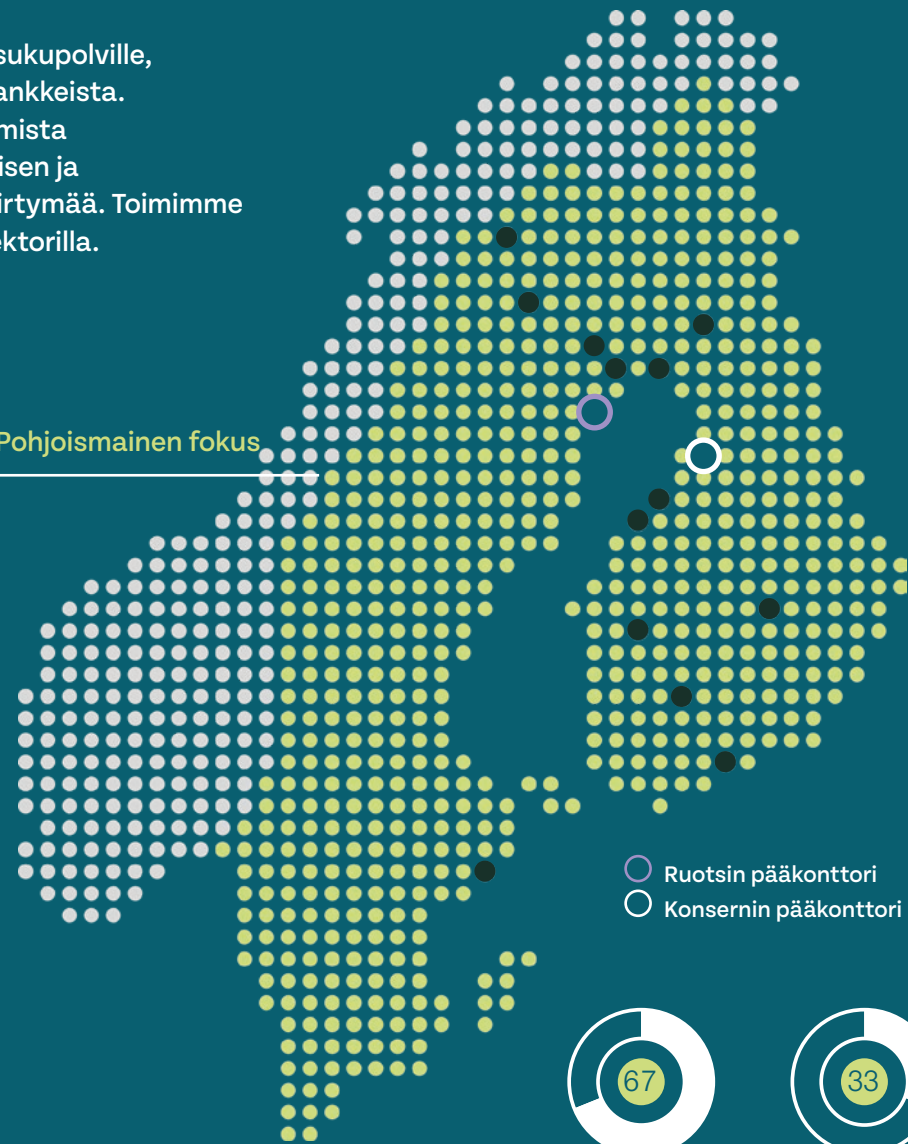 sukupolville,
ankkeista.
mista
isen ja
irtymää. Toimimme
ektorilla.
Pohjoismainen fokus
Ruotsin pääkonttori
Konsernin pääkonttori
67
33